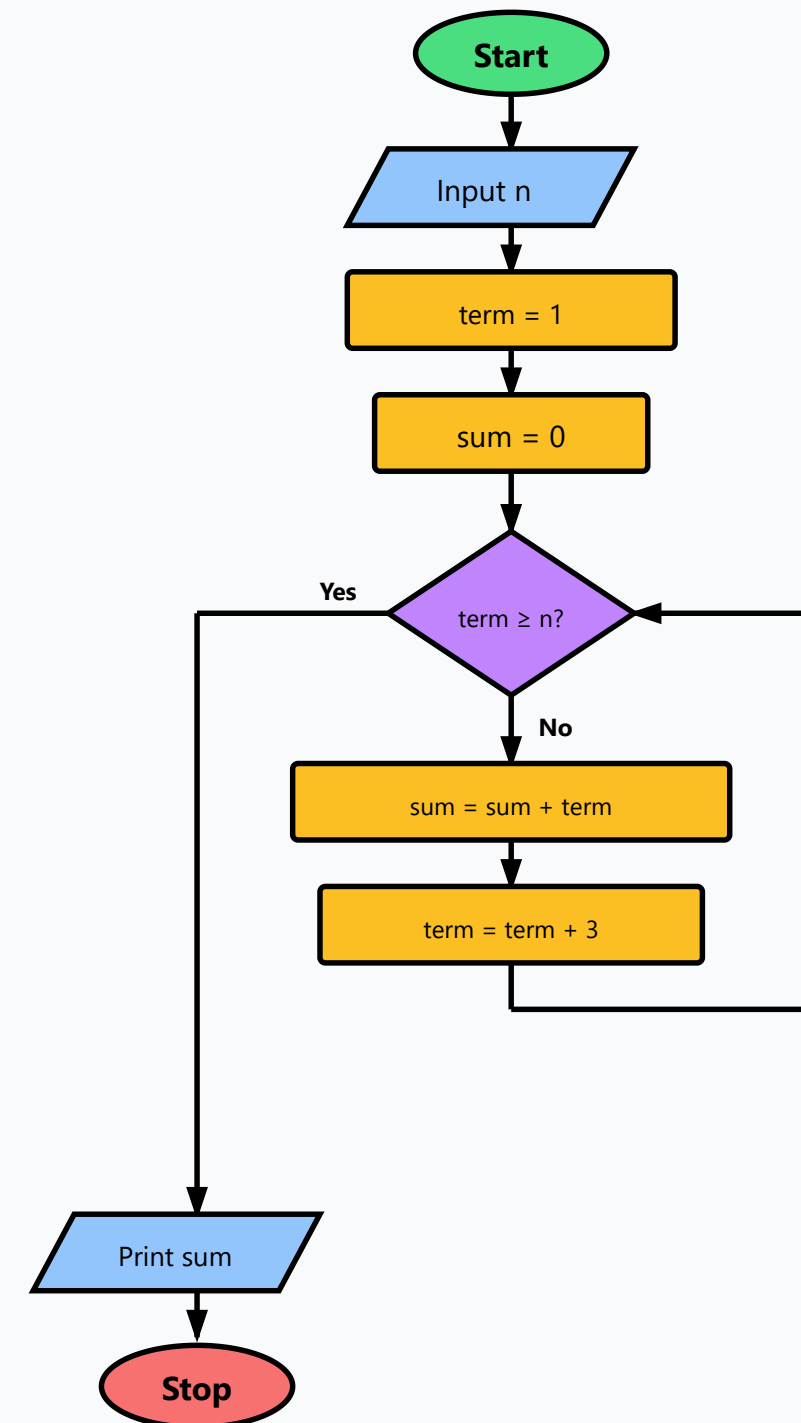 Start
Input n
term = 1
sum = 0
Yes
term ≥ n?
No
sum = sum + term
term = term + 3
Print sum
Stop